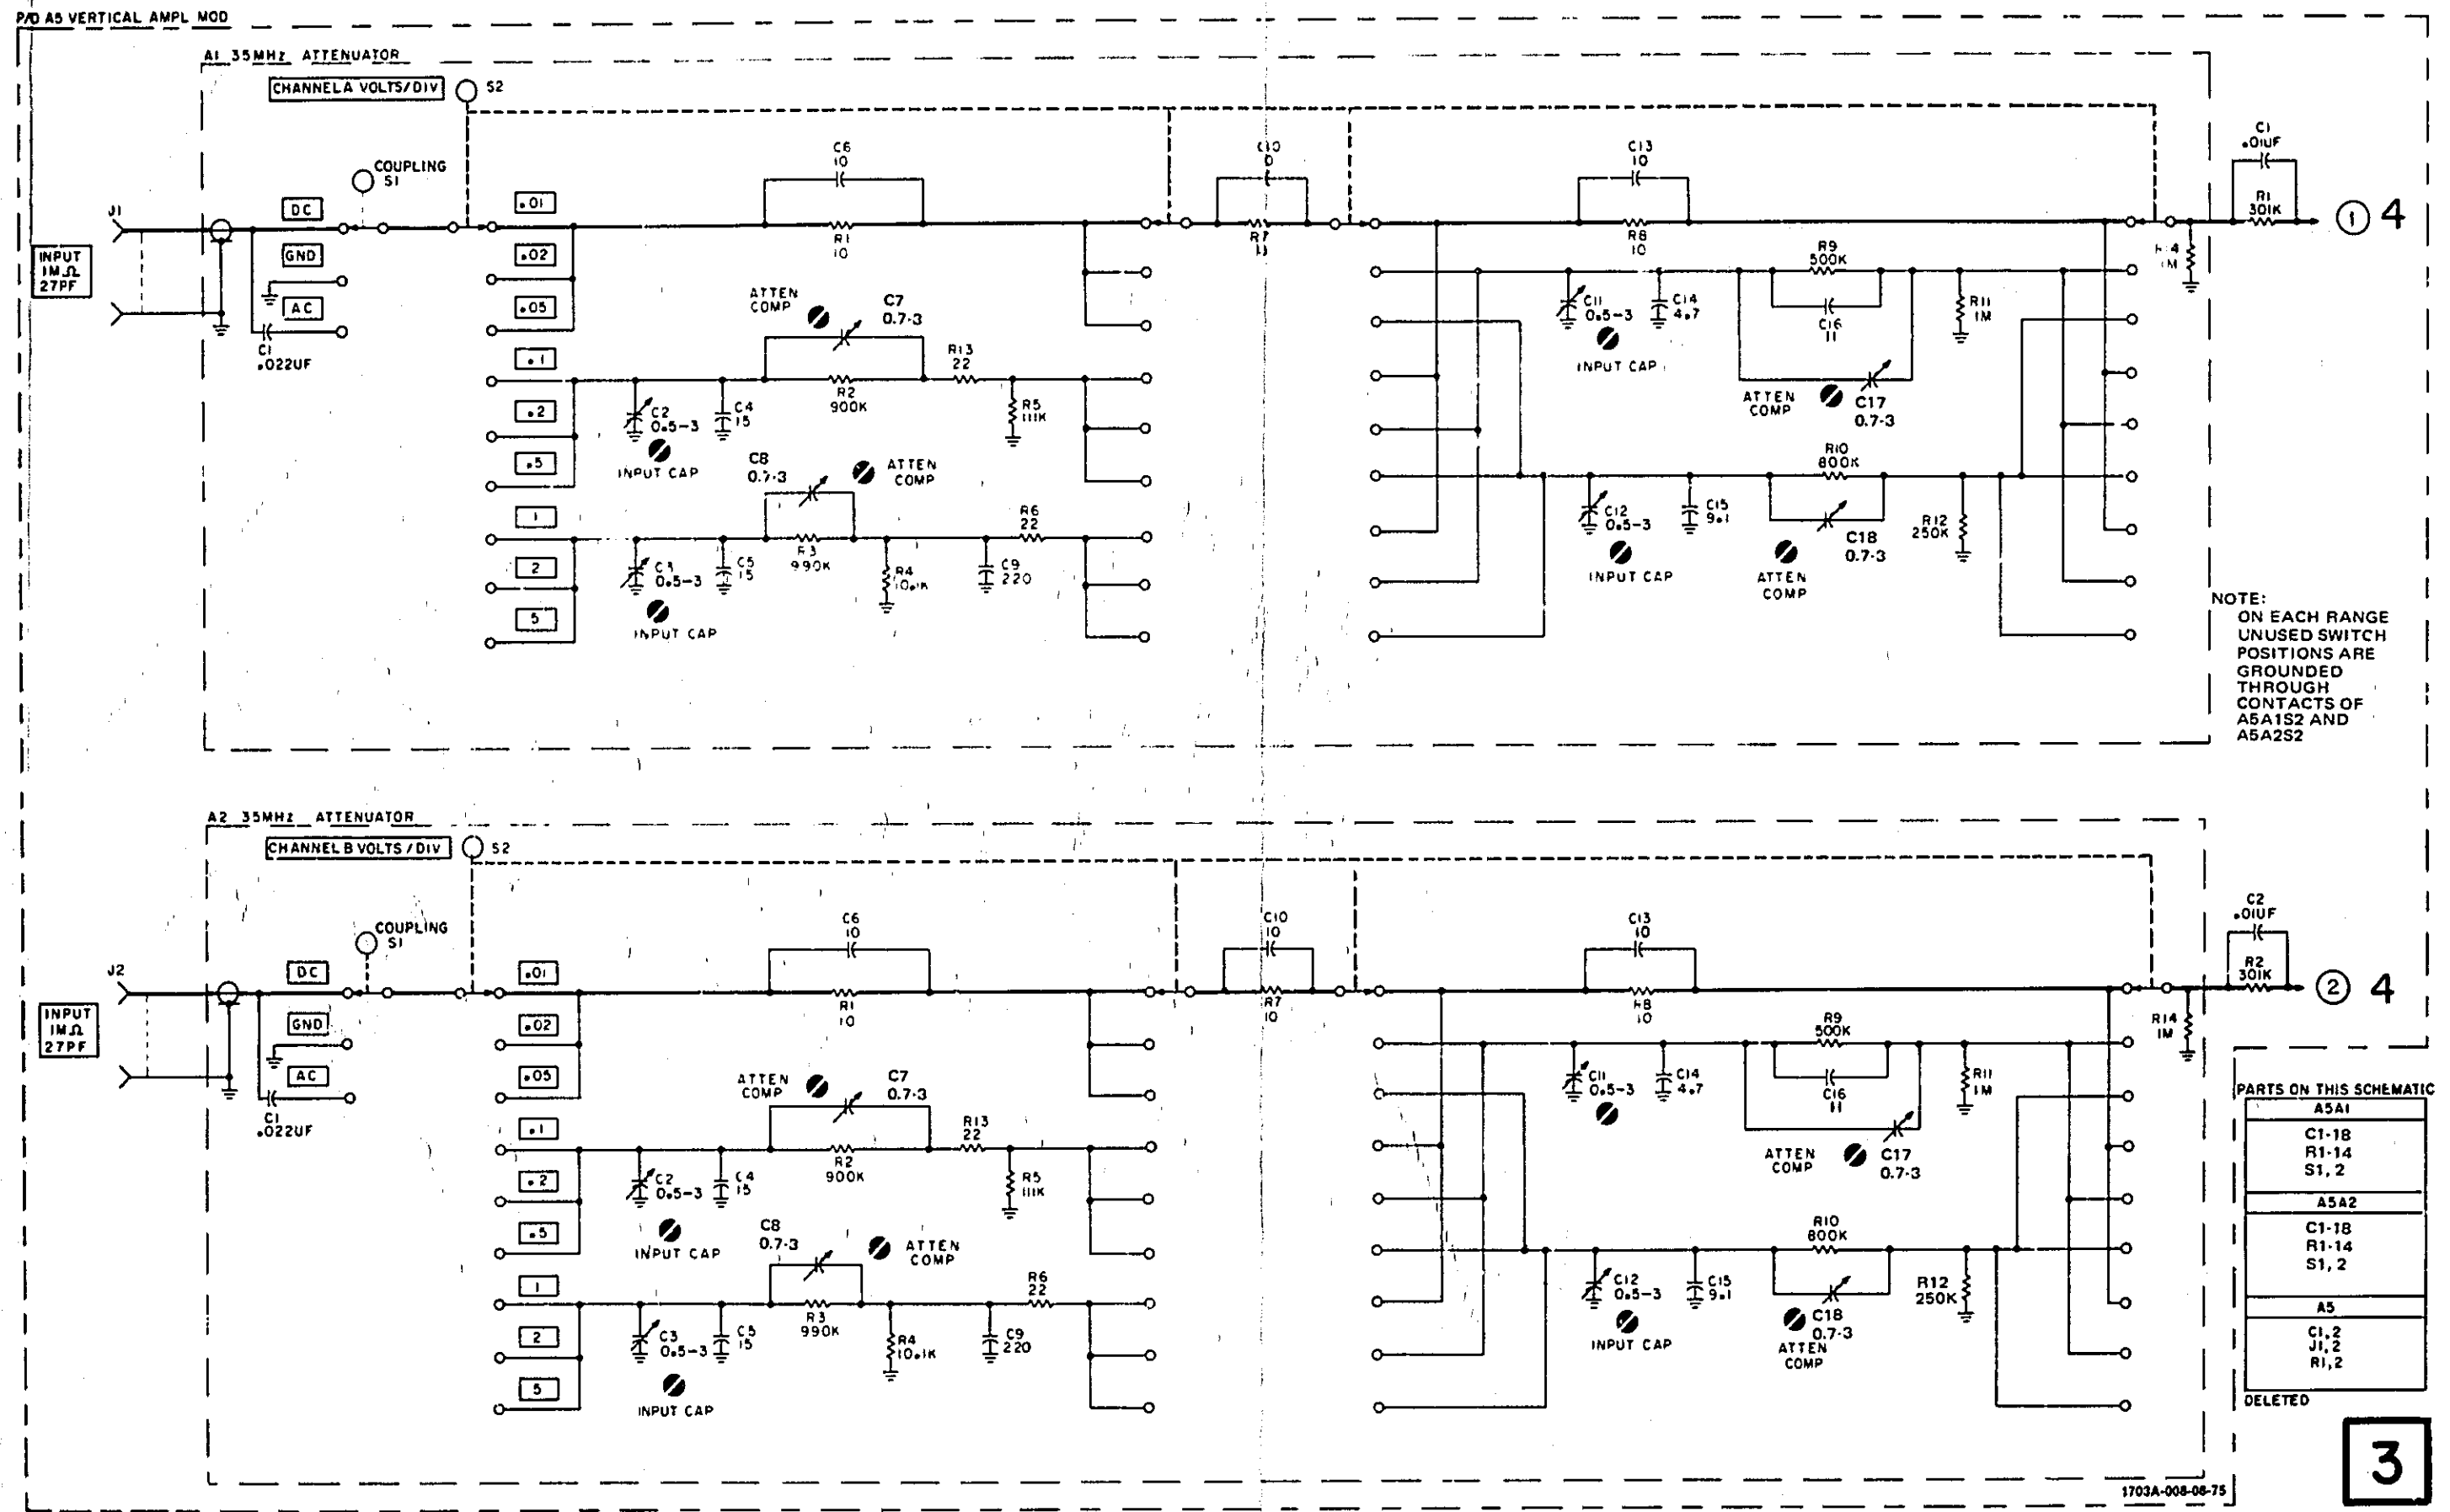 P/O A5 VERTICAL AMPL MOD
A1 35MHz ATTENUATOR
CHANNEL A VOLTS/DIV
S2
COUPLING
S1
J1
INPUT
1MΩ
27PF
DC
GND
AC
C1
.022UF
.01
.02
.05
.1
.2
.5
1
2
5
C6
10
R1
10
ATTEN
COMP
C7
0.7-3
R2
900K
R13
22
C2
0.5-3
INPUT CAP
C4
15
R5
111K
C8
0.7-3
ATTEN
COMP
R3
990K
R6
22
C3
0.5-3
INPUT CAP
C5
15
R4
10.1K
C9
220
C10
R7
C13
10
R8
10
R9
500K
C11
0.5-3
INPUT CAP
C14
4.7
C16
11
R11
1M
ATTEN
COMP
C17
0.7-3
R10
800K
C12
0.5-3
INPUT CAP
C15
9.1
C18
0.7-3
ATTEN
COMP
R12
250K
R14
1M
C1
.01UF
R1
301K
1 4
NOTE:
ON EACH RANGE
UNUSED SWITCH
POSITIONS ARE
GROUNDED
THROUGH
CONTACTS OF
A5A1S2 AND
A5A2S2
A2 35MHz ATTENUATOR
CHANNEL B VOLTS/DIV
S2
COUPLING
S1
J2
INPUT
1MΩ
27PF
DC
GND
AC
C1
.022UF
.01
.02
.05
.1
.2
.5
1
2
5
C6
10
R1
10
ATTEN
COMP
C7
0.7-3
R2
900K
R13
22
C2
0.5-3
INPUT CAP
C4
15
R5
111K
C8
0.7-3
ATTEN
COMP
R3
990K
R6
22
C3
0.5-3
INPUT CAP
C5
15
R4
10.1K
C9
220
C10
10
R7
10
C13
10
R8
10
R9
500K
C11
0.5-3
C14
4.7
C16
11
R11
1M
ATTEN
COMP
C17
0.7-3
R10
800K
C12
0.5-3
INPUT CAP
C15
9.1
C18
0.7-3
ATTEN
COMP
R12
250K
R14
1M
C2
.01UF
R2
301K
2 4
PARTS ON THIS SCHEMATIC
A5A1
C1-18
R1-14
S1, 2
A5A2
C1-18
R1-14
S1, 2
A5
C1, 2
J1, 2
R1, 2
DELETED
3
1703A-008-08-75